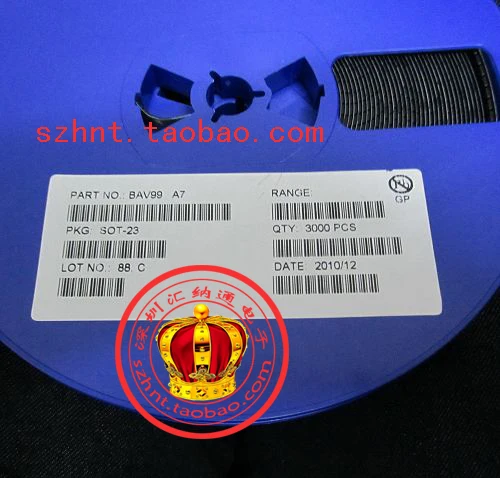 szhnt.taobao.com
PART NO.: BAV99 A7
RANGE:
GP
PKG: SOT-23
QTY: 3000 PCS
LOT NO.: 88. C
DATE: 2010/12
深圳汇纳通电子
szhnt.taobao.com